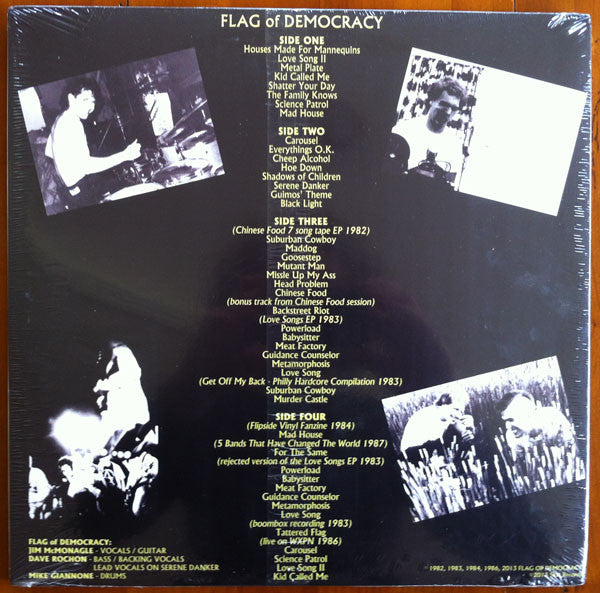 FLAG of DEMOCRACY
SIDE ONE
Houses Made For Mannequins
Love Song II
Metal Plate
Kid Called Me
Shatter Your Day
The Family Knows
Science Patrol
Mad House
SIDE TWO
Carousel
Everythings O.K.
Cheep Alcohol
Hoe Down
Shadows of Children
Serene Danker
Guimos' Theme
Black Light
SIDE THREE
(Chinese Food 7 song tape EP 1982)
Suburban Cowboy
Maddog
Goosestep
Mutant Man
Missle Up My Ass
Head Problem
Chinese Food
(bonus track from Chinese Food session)
Backstreet Riot
(Love Songs EP 1983)
Powerload
Babysitter
Meat Factory
Guidance Counselor
Metamorphosis
Love Song
(Get Off My Back - Philly Hardcore Compilation 1983)
Suburban Cowboy
Murder Castle
SIDE FOUR
(Flipside Vinyl Fanzine 1984)
Mad House
(5 Bands That Have Changed The World 1987)
For The Same
(rejected version of the Love Songs EP 1983)
Powerload
Babysitter
Meat Factory
Guidance Counselor
Metamorphosis
Love Song
(boombox recording 1983)
Tattered Flag
(live on WXPN 1986)
Carousel
Science Patrol
Love Song II
Kid Called Me
FLAG of DEMOCRACY:
JIM McMONAGLE - VOCALS / GUITAR
DAVE ROCHON - BASS / BACKING VOCALS
LEAD VOCALS ON SERENE DANKER
MIKE GIANNONE - DRUMS
1982, 1983, 1984, 1986, 2013 FLAG OF DEMOCRACY